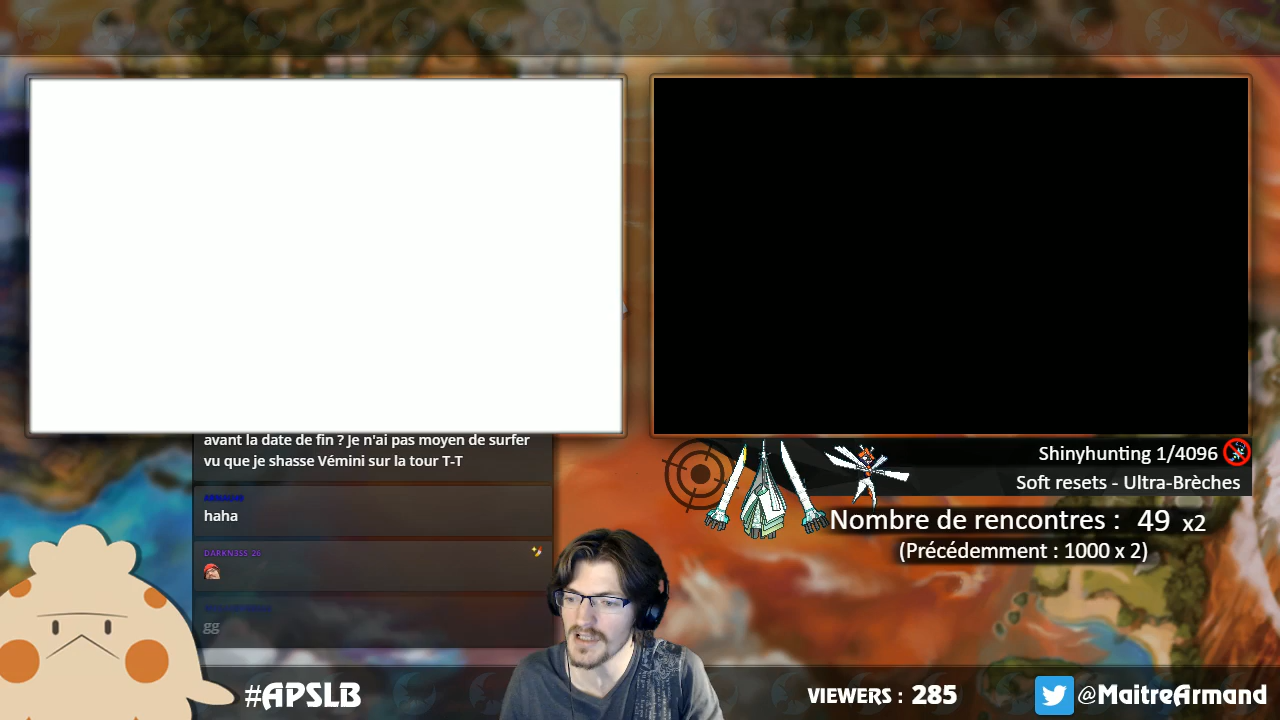 avant la date de fin ? Je n'ai pas moyen de surfer
vu que je shasse Vémini sur la tour T-T
haha
DARKN3SS 26
gg
Shinyhunting 1/4096
Soft resets - Ultra-Brèches
Nombre de rencontres : 49 x2
(Précédemment : 1000 x 2)
#APSLB
VIEWERS : 285
@MaitreArmand